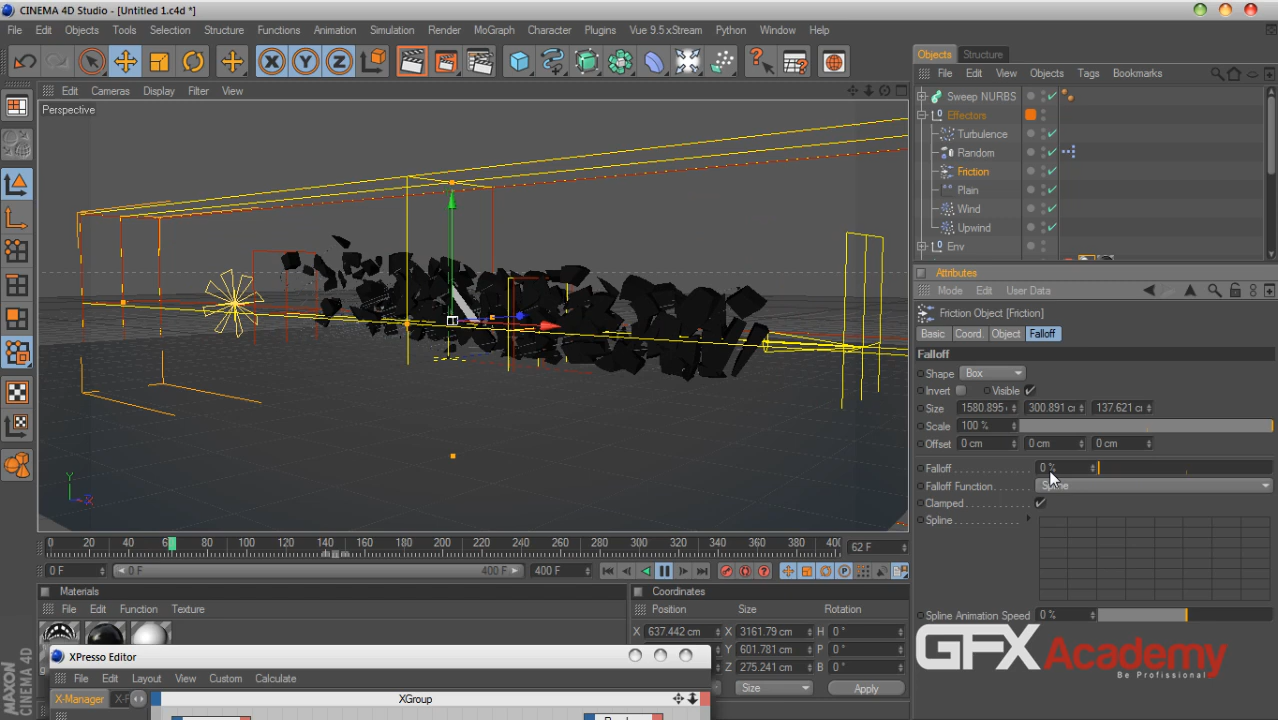 CINEMA 4D Studio - [Untitled 1.c4d *]
File Edit Objects Tools Selection Structure Functions Animation Simulation Render MoGraph Character Plugins Vue 9.5 xStream Python Window Help
Objects Structure
File Edit View Objects Tags Bookmarks
Edit Cameras Display Filter View
Perspective
Sweep NURBS
Effectors
Turbulence
Random
Friction
Plain
Wind
Upwind
Env
Attributes
Mode Edit User Data
Friction Object [Friction]
Basic Coord. Object Falloff
Falloff
Shape Box
Invert Visible
Size 1580.895 300.891 cm 137.621
Scale 100 %
Offset 0 cm 0 cm 0 cm
Falloff 0 %
Falloff Function Spline
Clamped
Spline
Spline Animation Speed 0 %
Y
X
0 20 40 60 80 100 120 140 160 180 200 220 240 260 280 300 320 340 360 380 400
62 F
0 F 0 F 400 F 400 F
Materials
File Edit Function Texture
Coordinates
Position Size Rotation
X 637.442 cm X 3161.79 cm H 0 °
Y 601.781 cm P 0 °
Z 275.241 cm B 0 °
Size Apply
XPresso Editor
File Edit Layout View Custom Calculate
X-Manager XGroup
MAXON
CINEMA 4D
GFXAcademy
Be Profissional